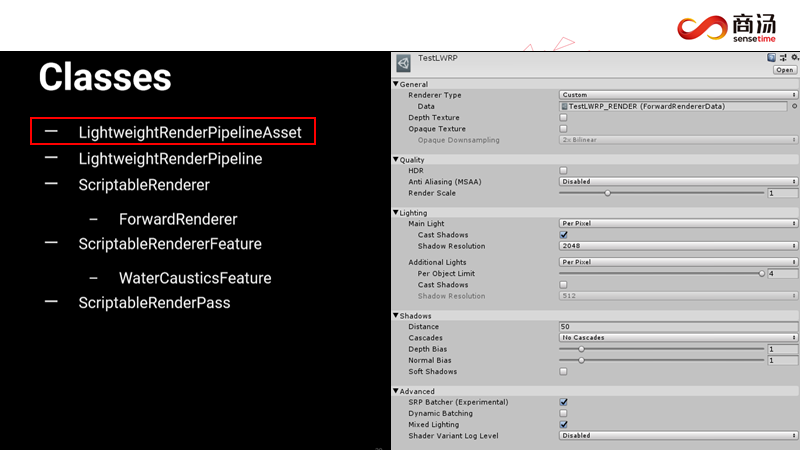 商汤
sensetime
Classes
— LightweightRenderPipelineAsset
— LightweightRenderPipeline
— ScriptableRenderer
– ForwardRenderer
— ScriptableRendererFeature
– WaterCausticsFeature
— ScriptableRenderPass
TestLWRP
Open
General
Renderer Type Custom
Data TestLWRP_RENDER (ForwardRendererData)
Depth Texture
Opaque Texture
Opaque Downsampling 2x Bilinear
Quality
HDR
Anti Aliasing (MSAA) Disabled
Render Scale 1
Lighting
Main Light Per Pixel
Cast Shadows
Shadow Resolution 2048
Additional Lights Per Pixel
Per Object Limit 4
Cast Shadows
Shadow Resolution 512
Shadows
Distance 50
Cascades No Cascades
Depth Bias 1
Normal Bias 1
Soft Shadows
Advanced
SRP Batcher (Experimental)
Dynamic Batching
Mixed Lighting
Shader Variant Log Level Disabled